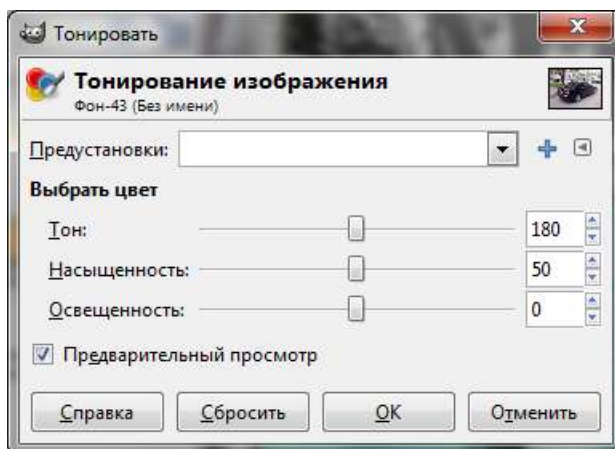 Тонировать
Тонирование изображения
Фон-43 (Без имени)
Предустановки:
Выбрать цвет
Тон: 180
Насыщенность: 50
Освещенность: 0
Предварительный просмотр
Справка Сбросить OK Отменить